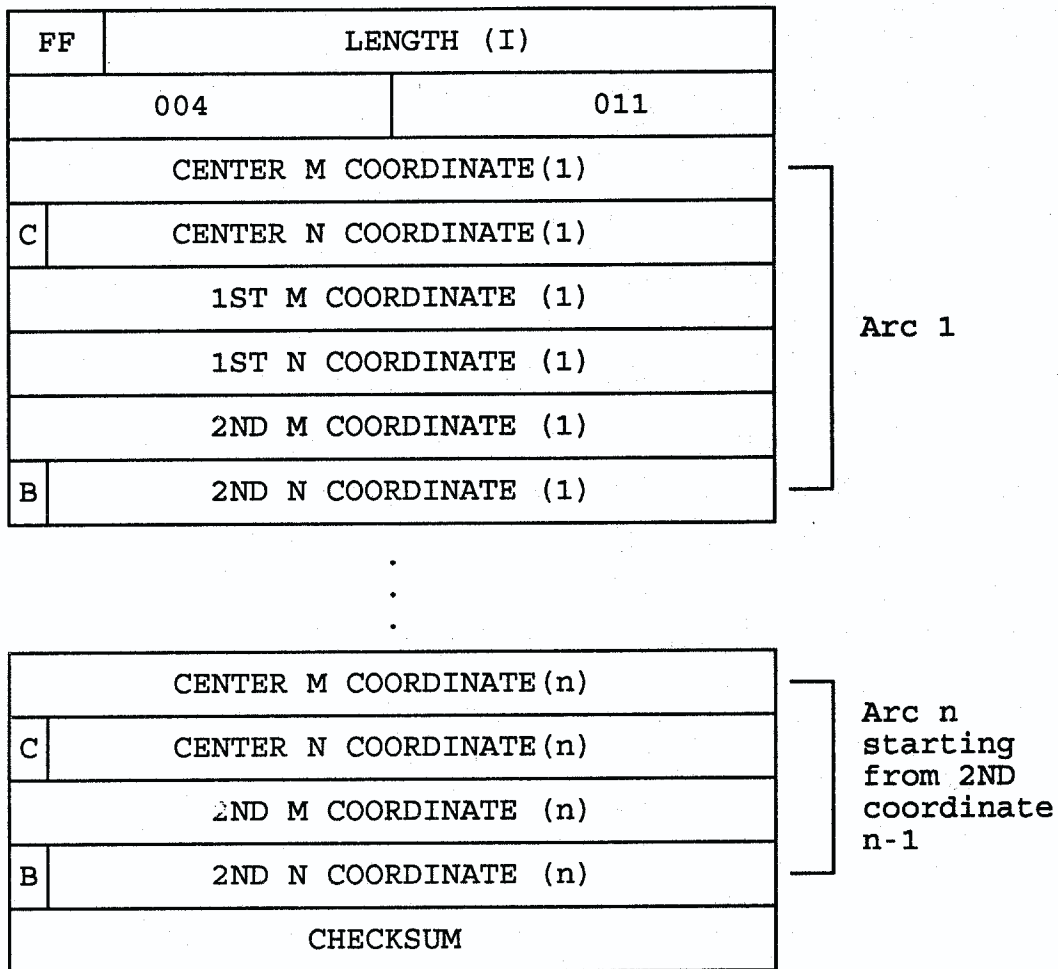 FF LENGTH (I)
004 011
CENTER M COORDINATE(1)
C CENTER N COORDINATE(1)
1ST M COORDINATE (1)
1ST N COORDINATE (1)
Arc 1
2ND M COORDINATE (1)
B 2ND N COORDINATE (1)
.
.
.
CENTER M COORDINATE(n)
C CENTER N COORDINATE(n)
2ND M COORDINATE (n)
B 2ND N COORDINATE (n)
Arc n
starting
from 2ND
coordinate
n-1
CHECKSUM